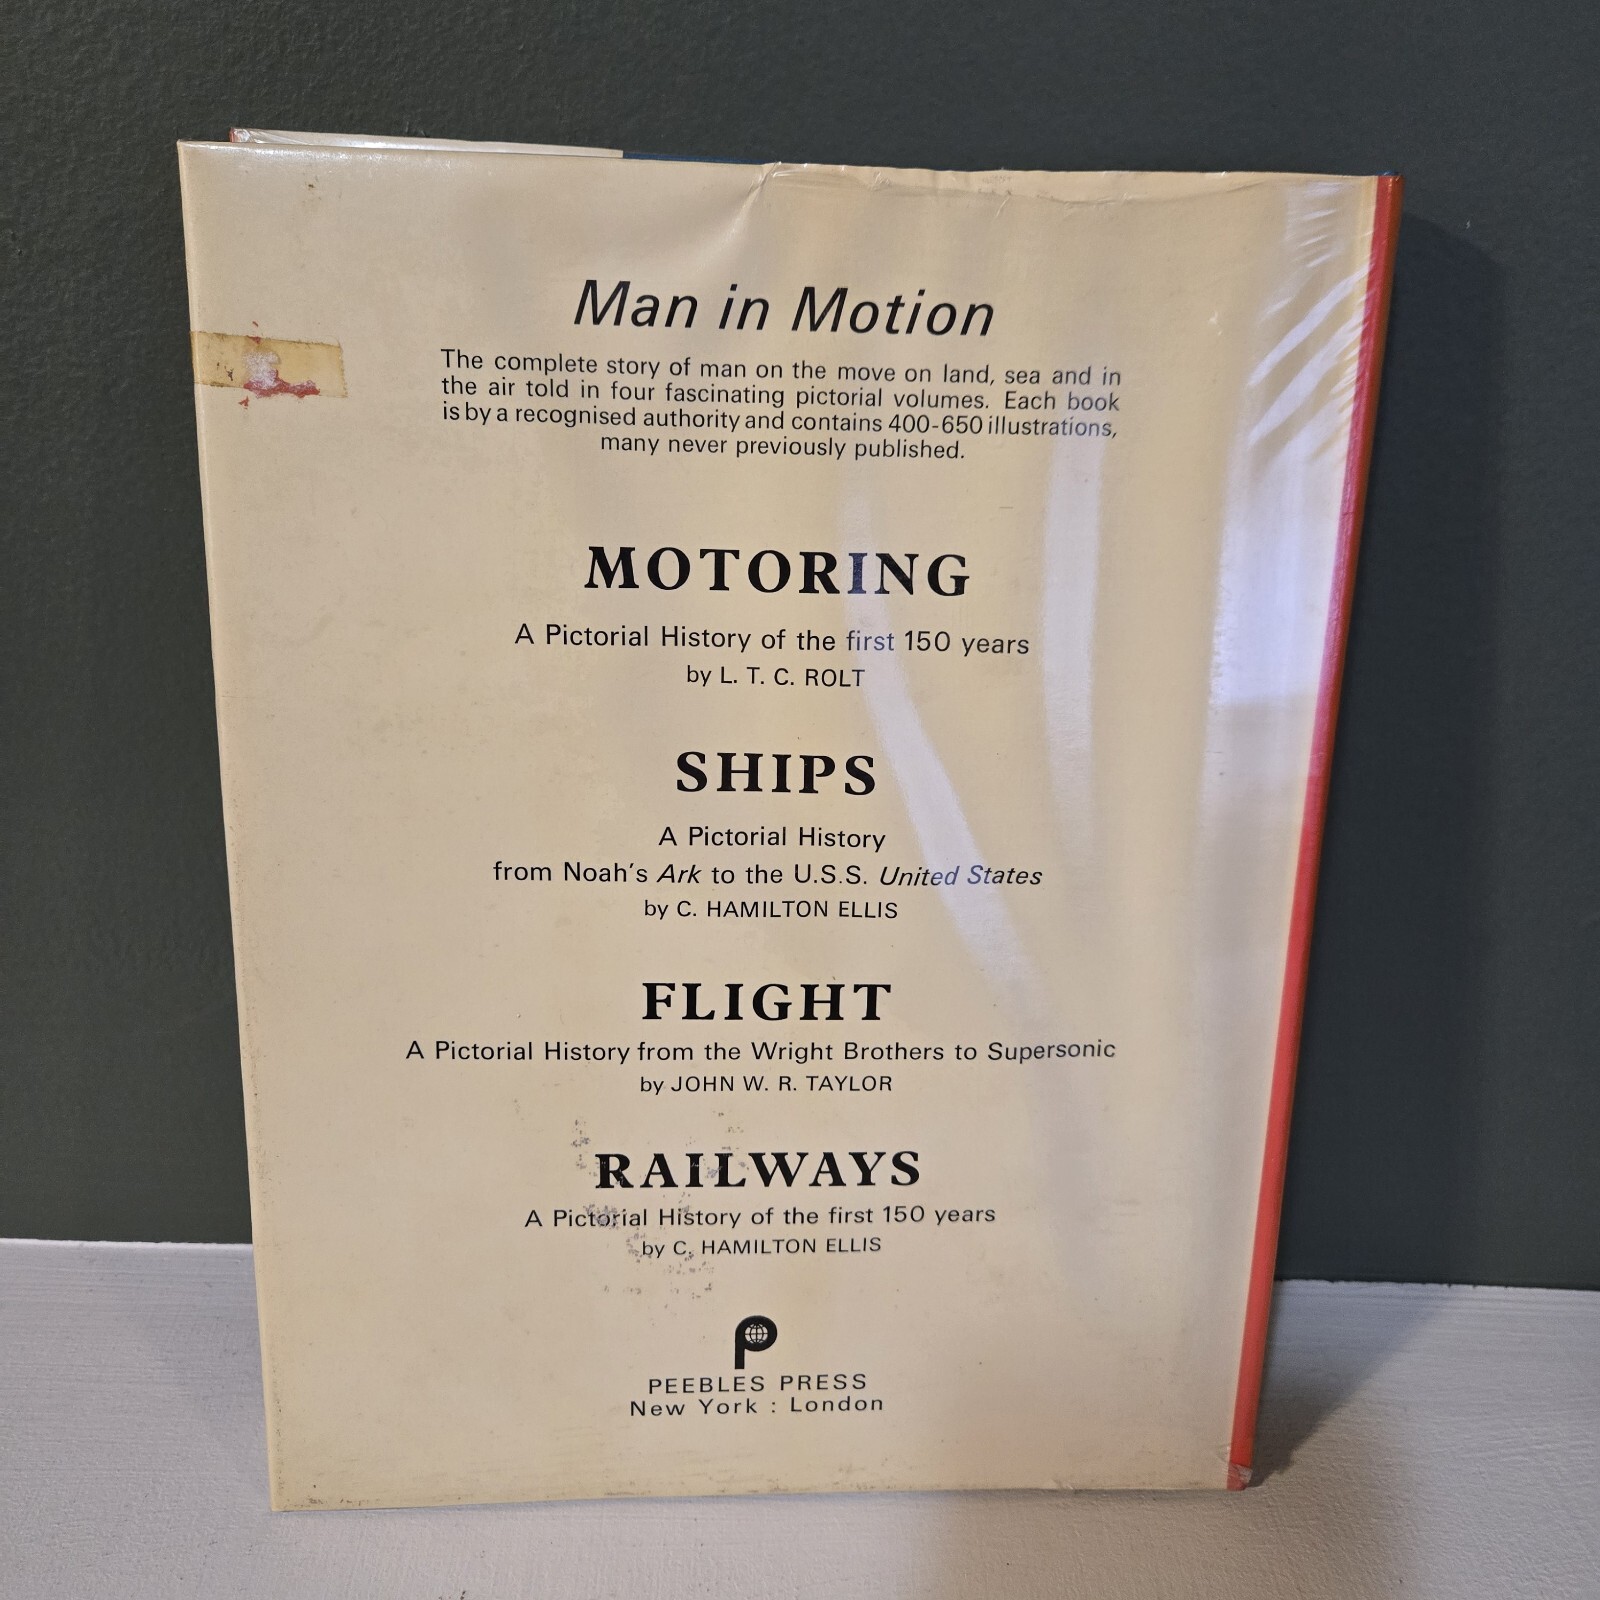 Man in Motion
The complete story of man on the move on land, sea and in
the air told in four fascinating pictorial volumes. Each book
is by a recognised authority and contains 400-650 illustrations,
many never previously published.
MOTORING
A Pictorial History of the first 150 years
by L. T. C. ROLT
SHIPS
A Pictorial History
from Noah's Ark to the U.S.S. United States
by C. HAMILTON ELLIS
FLIGHT
A Pictorial History from the Wright Brothers to Supersonic
by JOHN W. R. TAYLOR
RAILWAYS
A Pictorial History of the first 150 years
by C. HAMILTON ELLIS
PEEBLES PRESS
New York : London